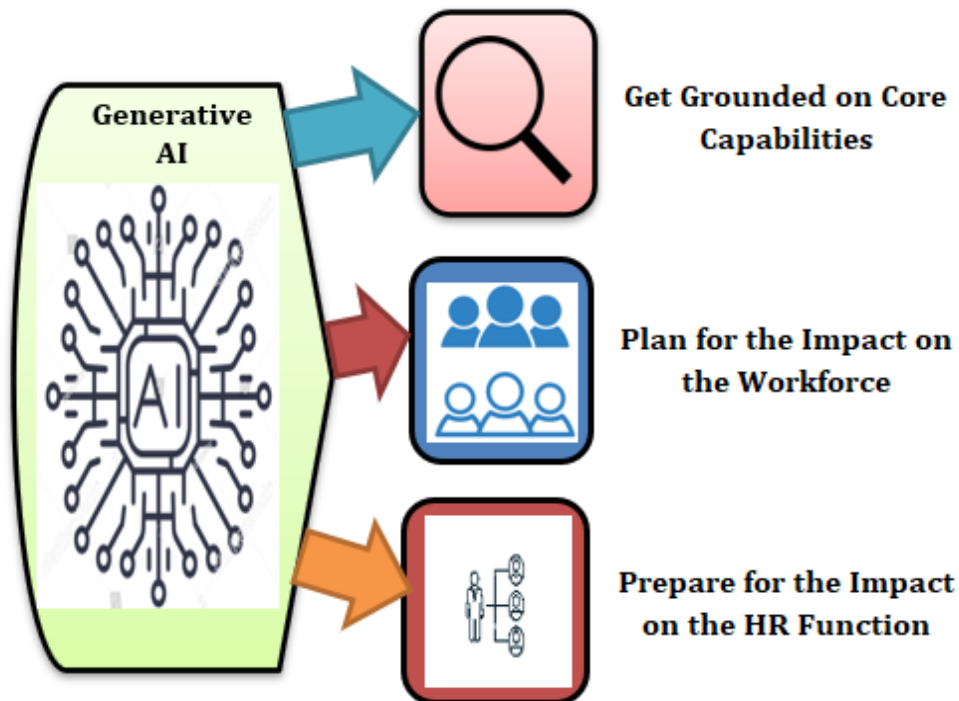 Generative
AI
AI
Get Grounded on Core
Capabilities
Plan for the Impact on
the Workforce
Prepare for the Impact
on the HR Function